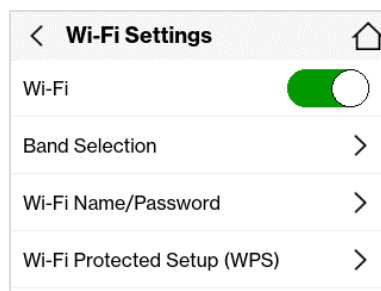 Wi-Fi Settings
Wi-Fi
Band Selection
Wi-Fi Name/Password
Wi-Fi Protected Setup (WPS)